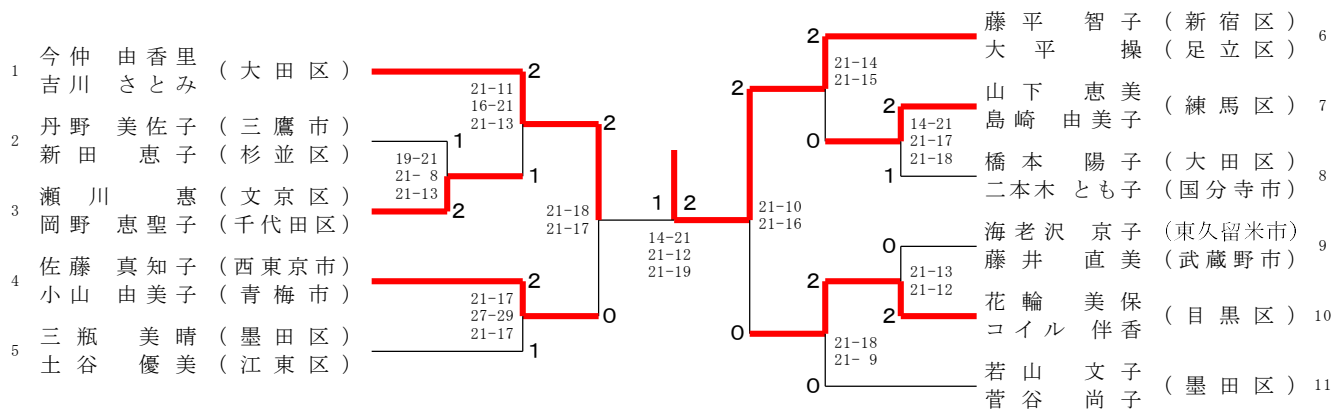 1
今仲 由香里
吉川 さとみ
(大田区)
2
丹野 美佐子 (三鷹市)
新田 恵子 (杉並区)
3
瀬川 惠 (文京区)
岡野 恵聖子 (千代田区)
4
佐藤 真知子 (西東京市)
小山 由美子 (青梅市)
5
三瓶 美晴 (墨田区)
土谷 優美 (江東区)
2
21-11
16-21
21-13
1
1
19-21
21- 8
21-13
2
2
21-17
27-29
21-17
1
2
21-18
21-17
0
1 2
14-21
21-12
21-19
2
21-10
21-16
0
2
21-14
21-15
0
2
14-21
21-17
21-18
1
0
21-13
21-12
2
2
21-18
21- 9
0
藤平 智子 (新宿区)
大平 操 (足立区)
6
山下 恵美
島崎 由美子
(練馬区)
7
橋本 陽子 (大田区)
二本木 とも子 (国分寺市)
8
海老沢 京子 (東久留米市)
藤井 直美 (武蔵野市)
9
花輪 美保
コイル 伴香
(目黒区)
10
若山 文子
菅谷 尚子
(墨田区)
11